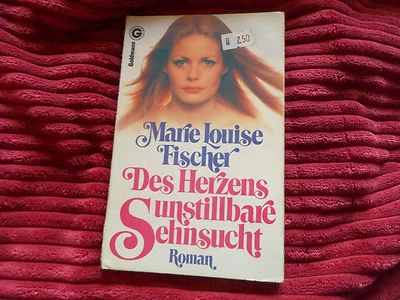 Goldmann
G
2,50
Marie Louise
Fischer
Des Herzens
unstillbare
Sehnsucht
Roman